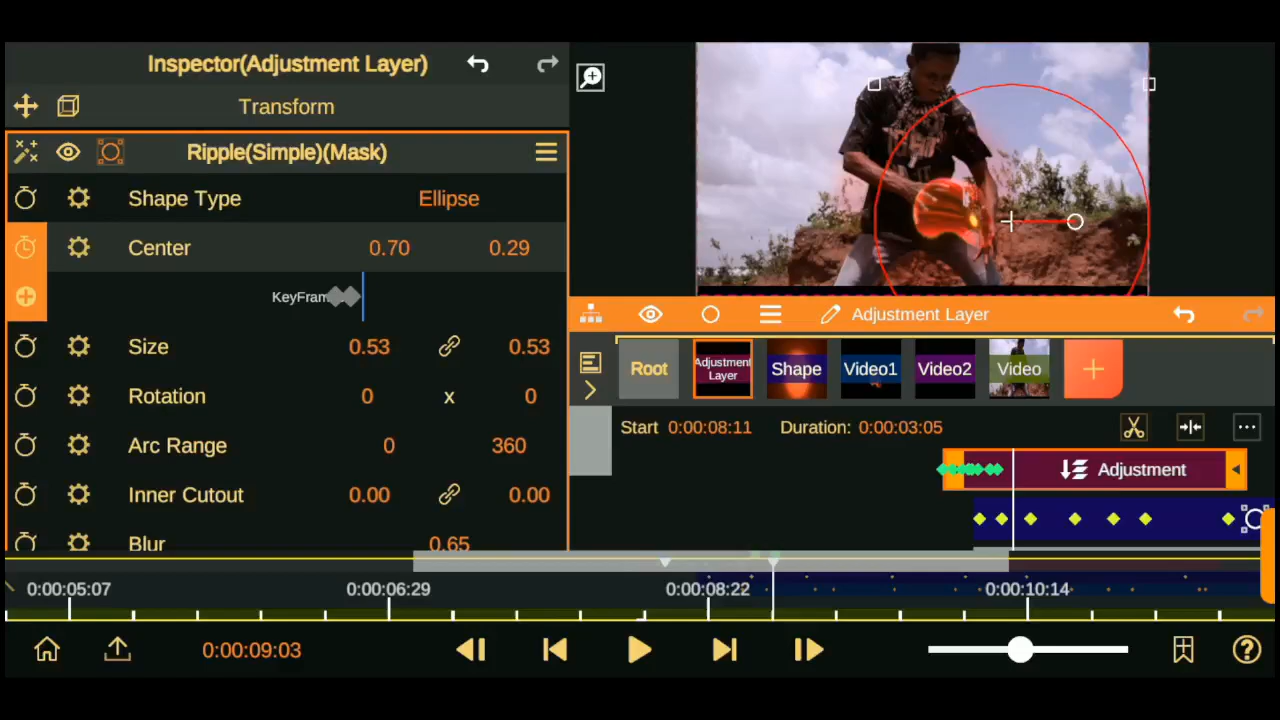 Inspector(Adjustment Layer)
Transform
Ripple(Simple)(Mask)
Shape Type Ellipse
Center 0.70 0.29
KeyFram
Size 0.53 0.53
Rotation 0 x 0
Arc Range 0 360
Inner Cutout 0.00 0.00
Blur 0.65
Adjustment Layer
Root
Adjustment
Layer
Shape
Video1
Video2
Video
+
Start 0:00:08:11 Duration: 0:00:03:05
Adjustment
0:00:05:07 0:00:06:29 0:00:08:22 0:00:10:14
0:00:09:03